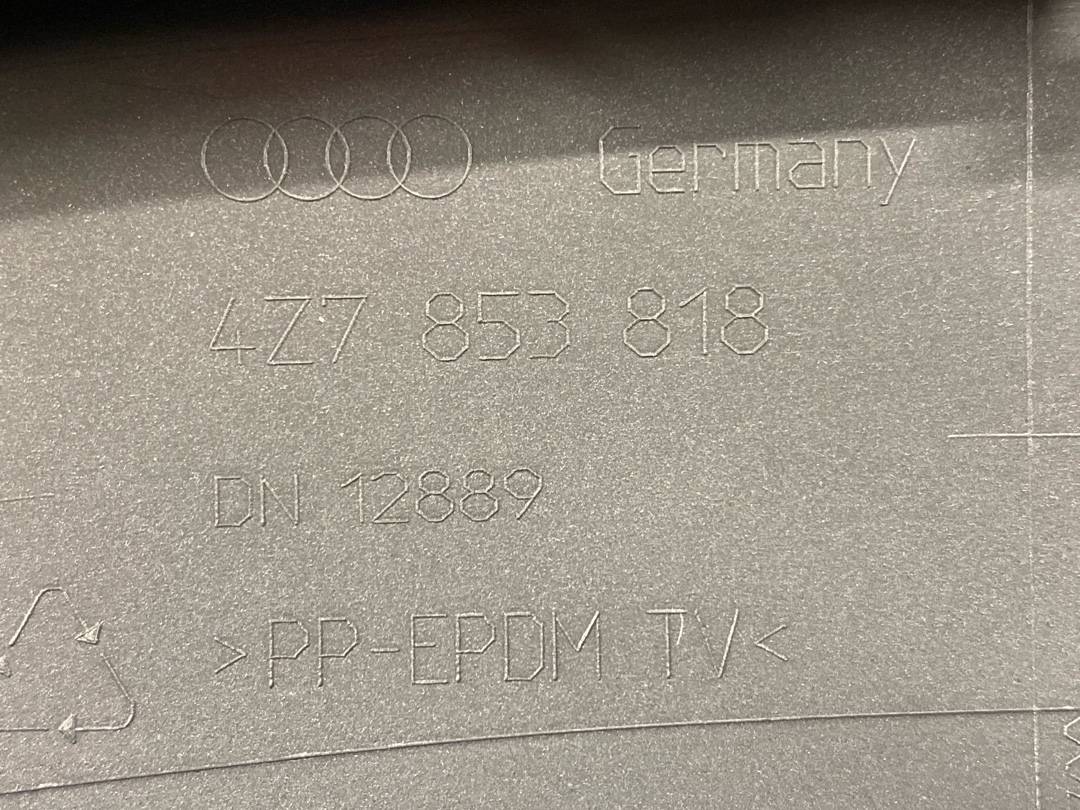 Germany
4Z7 853 818
DN 12889
>PP-EPDM TV<